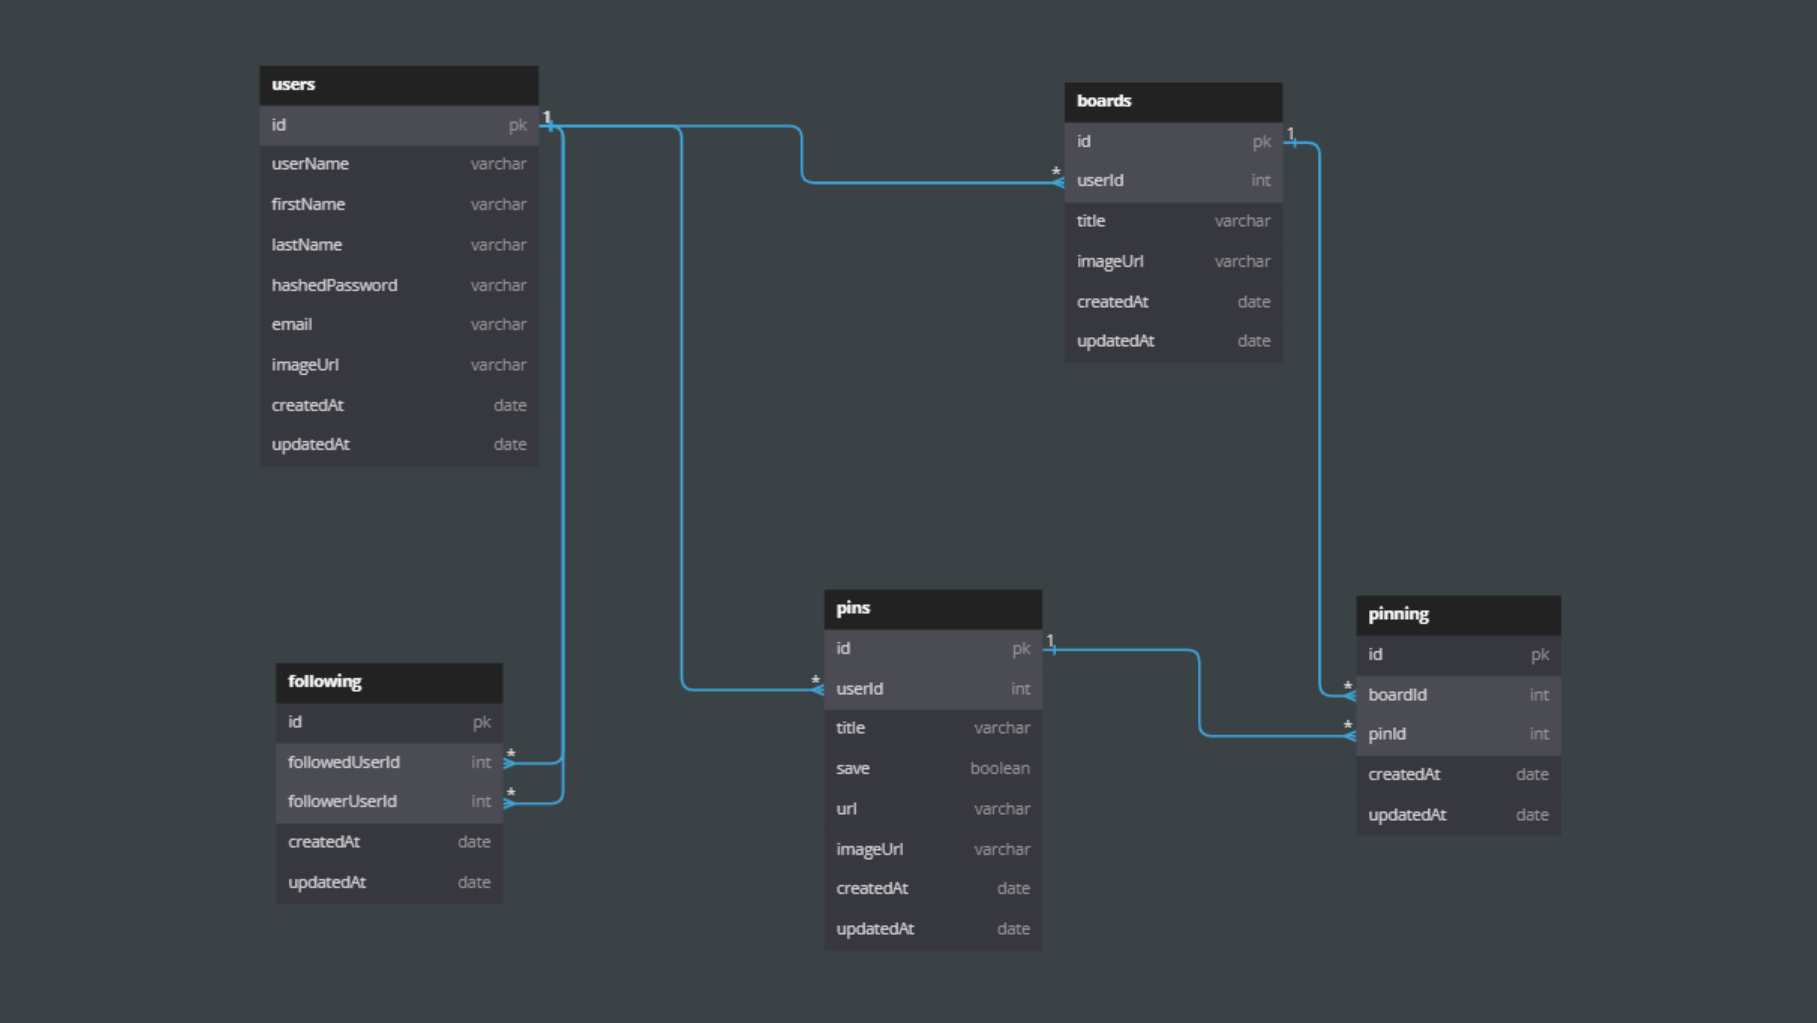 users
id pk
userName varchar
firstName varchar
lastName varchar
hashedPassword varchar
email varchar
imageUrl varchar
createdAt date
updatedAt date
1
boards
id pk
userId int
title varchar
imageUrl varchar
createdAt date
updatedAt date
1
*
following
id pk
followedUserId int
followerUserId int
createdAt date
updatedAt date
*
*
pins
id pk
userId int
title varchar
save boolean
url varchar
imageUrl varchar
createdAt date
updatedAt date
1
*
pinning
id pk
boardId int
pinId int
createdAt date
updatedAt date
*
*